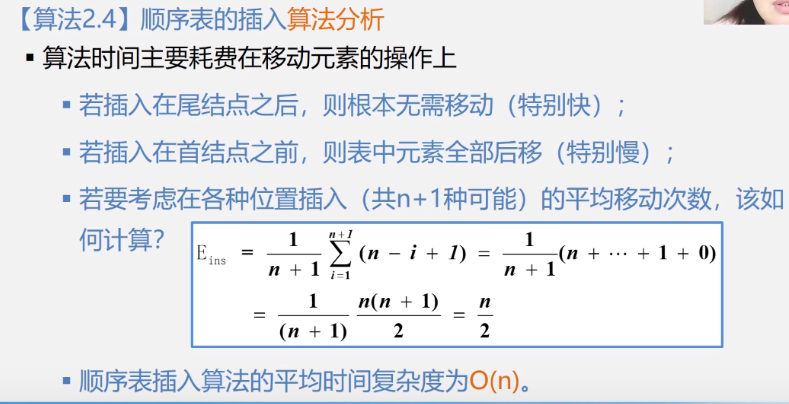 【算法2.4】顺序表的插入算法分析
▪ 算法时间主要耗费在移动元素的操作上
▪ 若插入在尾结点之后，则根本无需移动（特别快）；
▪ 若插入在首结点之前，则表中元素全部后移（特别慢）；
▪ 若要考虑在各种位置插入（共n+1种可能）的平均移动次数，该如
何计算？
E_ins = \frac{1}{n + 1} \sum_{i=1}^{n+1} (n − i + 1) = \frac{1}{n + 1} (n + ⋯ + 1 + 0)
= \frac{1}{(n + 1)} \frac{n(n + 1)}{2} = \frac{n}{2}
▪ 顺序表插入算法的平均时间复杂度为O(n)。